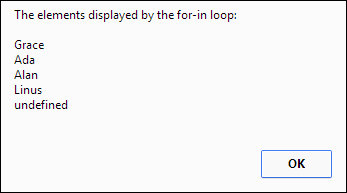 The elements displayed by the for-in loop:
Grace
Ada
Alan
Linus
undefined
OK